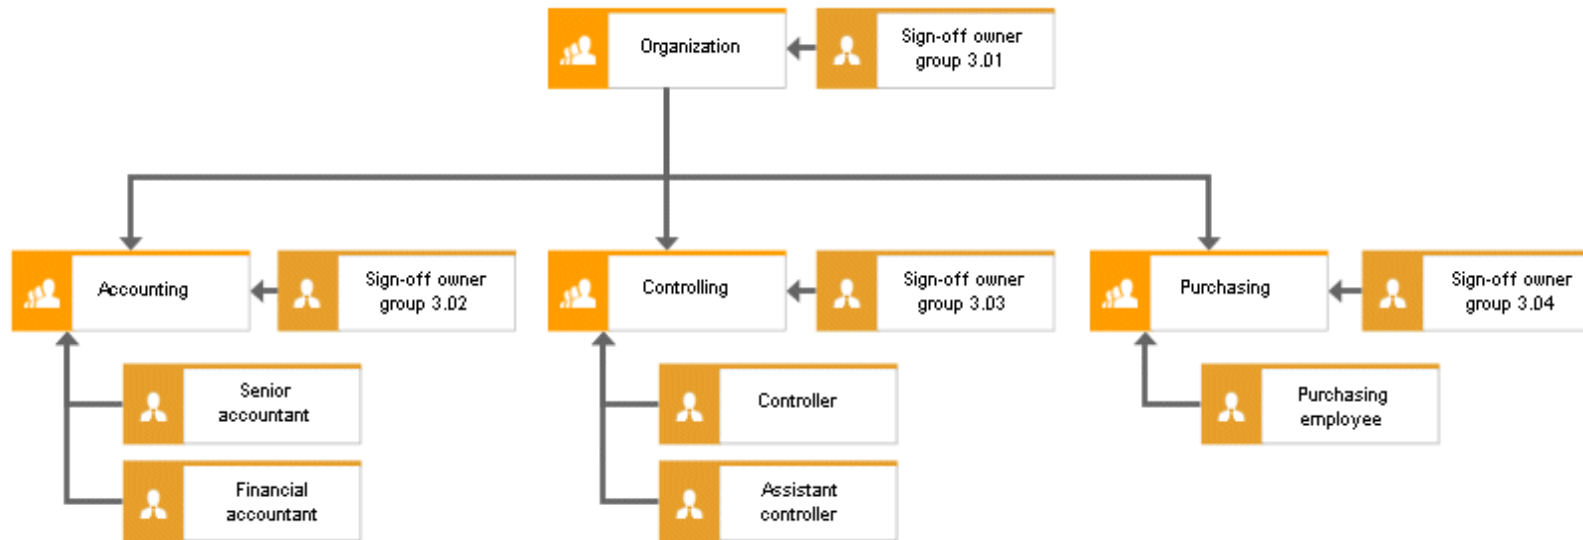 Organization
Sign-off owner
group 3.01
Accounting
Sign-off owner
group 3.02
Controlling
Sign-off owner
group 3.03
Purchasing
Sign-off owner
group 3.04
Senior
accountant
Controller
Purchasing
employee
Financial
accountant
Assistant
controller